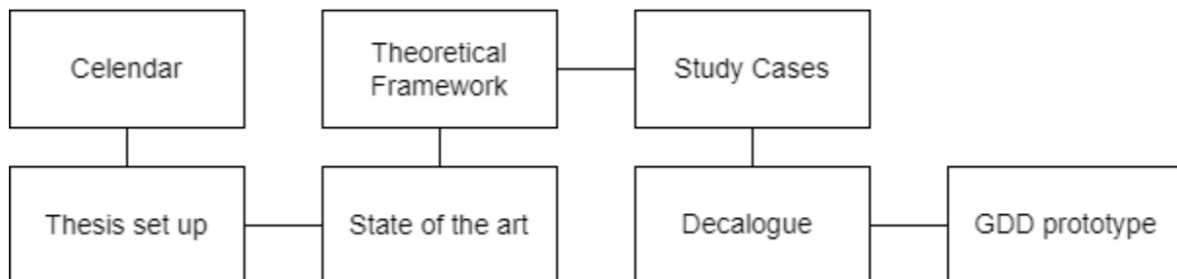 Celendar
Theoretical
Framework
Study Cases
Thesis set up
State of the art
Decalogue
GDD prototype